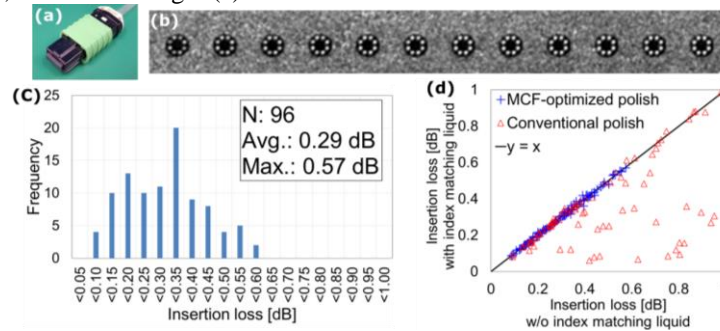 (a)
(b)
(C)
25
20
15
10
5
0
Frequency
N: 96
Avg.: 0.29 dB
Max.: 0.57 dB
<0.05
<0.10
<0.15
<0.20
<0.25
<0.30
<0.35
<0.40
<0.45
<0.50
<0.55
<0.60
<0.65
<0.70
<0.75
<0.80
<0.85
<0.90
<0.95
<1.00
Insertion loss [dB]
(d)
1
0.8
0.6
0.4
0.2
0
Insertion loss [dB]
with index matching liquid
MCF-optimized polish
Conventional polish
y = x
0 0.2 0.4 0.6 0.8
Insertion loss [dB]
w/o index matching liquid